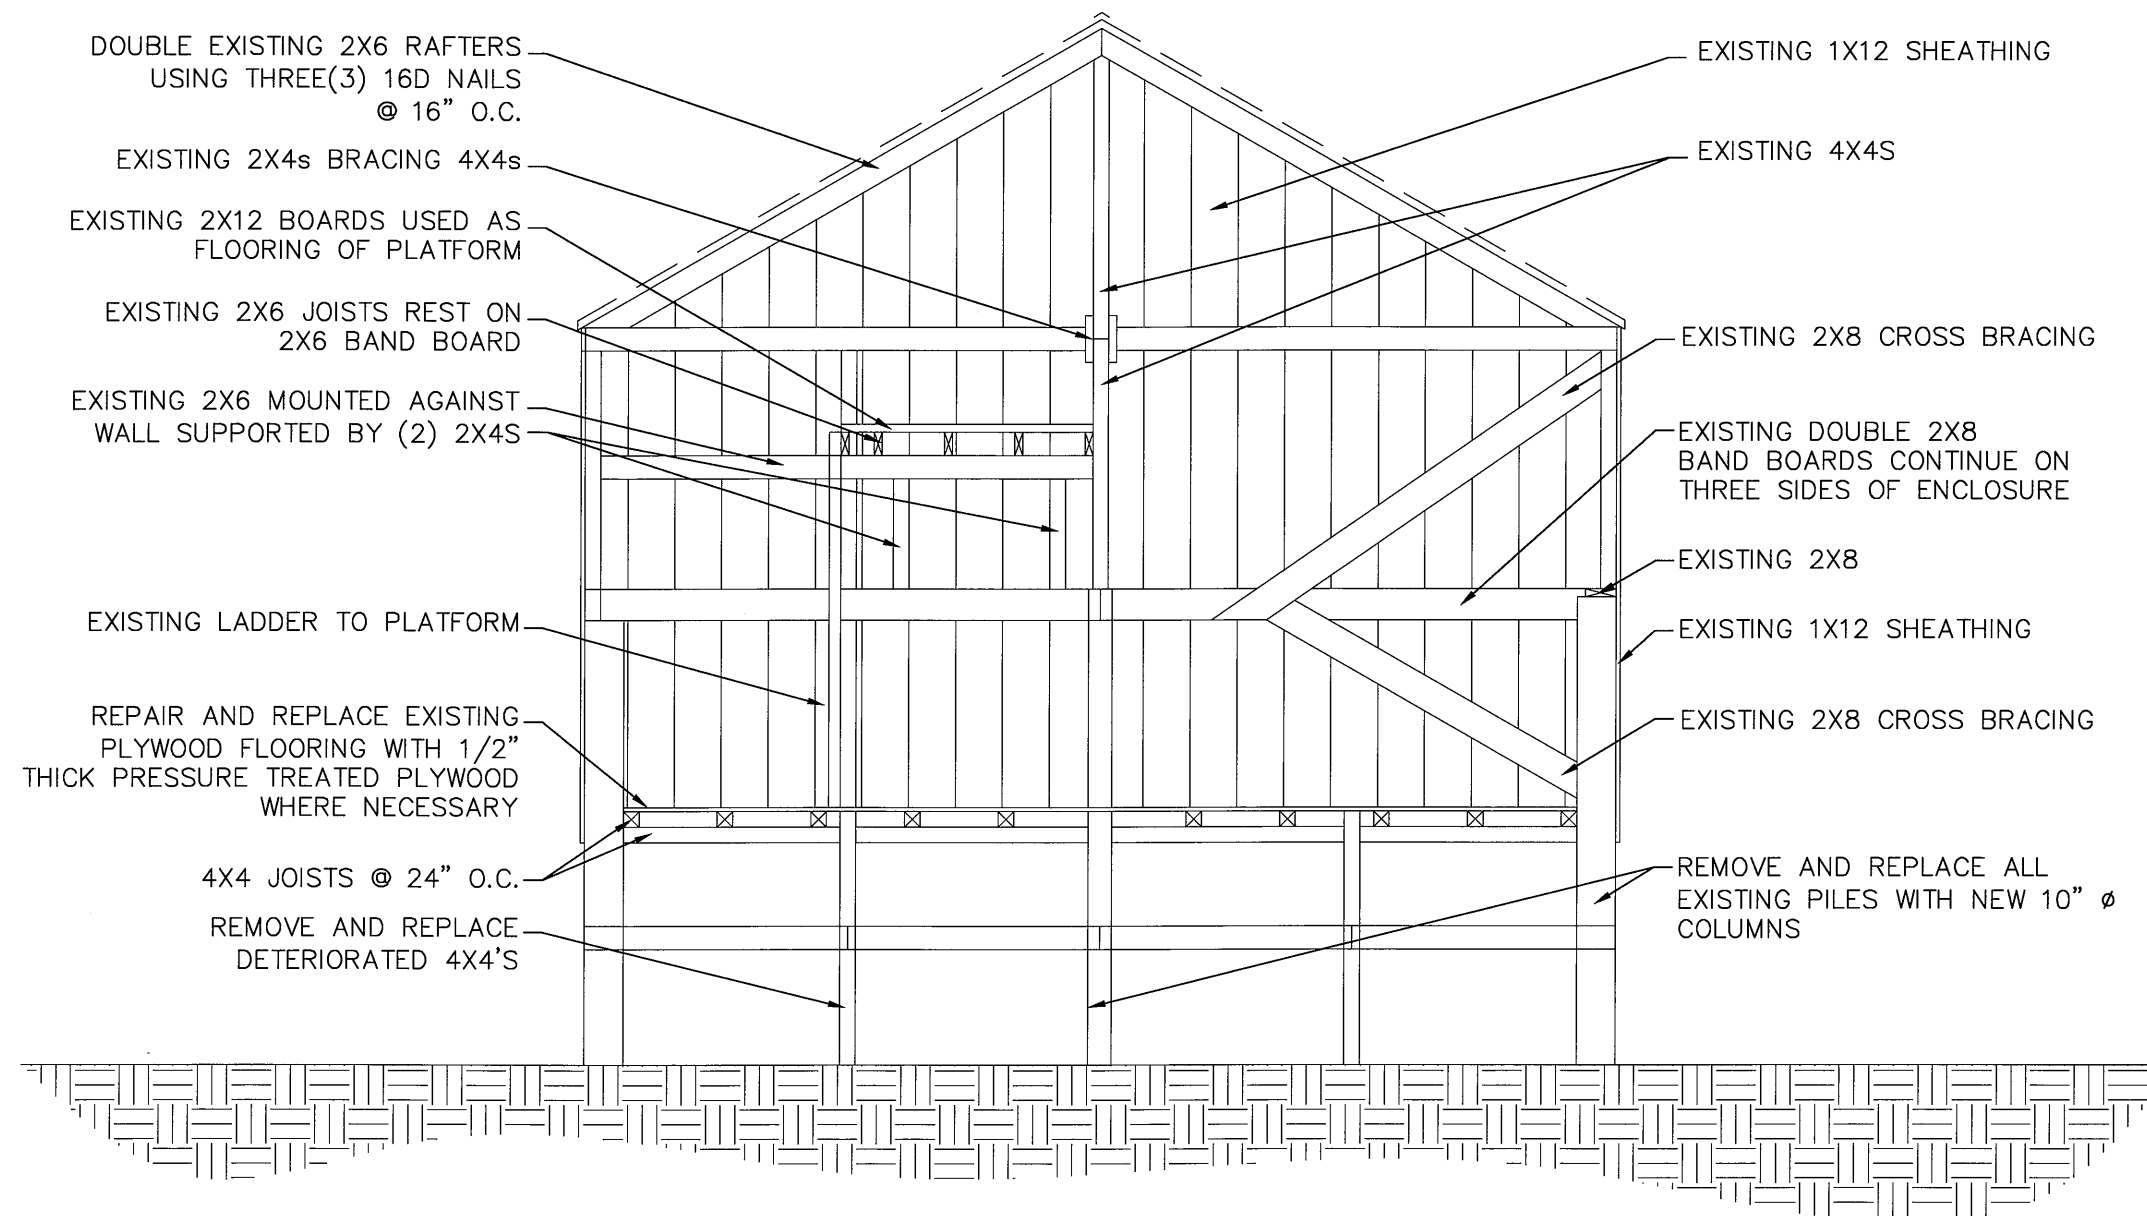 DOUBLE EXISTING 2X6 RAFTERS
USING THREE(3) 16D NAILS
@ 16" O.C.
EXISTING 2X4s BRACING 4X4s
EXISTING 2X12 BOARDS USED AS
FLOORING OF PLATFORM
EXISTING 2X6 JOISTS REST ON
2X6 BAND BOARD
EXISTING 2X6 MOUNTED AGAINST
WALL SUPPORTED BY (2) 2X4S
EXISTING LADDER TO PLATFORM
REPAIR AND REPLACE EXISTING
PLYWOOD FLOORING WITH 1/2"
THICK PRESSURE TREATED PLYWOOD
WHERE NECESSARY
4X4 JOISTS @ 24" O.C.
REMOVE AND REPLACE
DETERIORATED 4X4'S
EXISTING 1X12 SHEATHING
EXISTING 4X4S
EXISTING 2X8 CROSS BRACING
EXISTING DOUBLE 2X8
BAND BOARDS CONTINUE ON
THREE SIDES OF ENCLOSURE
EXISTING 2X8
EXISTING 1X12 SHEATHING
EXISTING 2X8 CROSS BRACING
REMOVE AND REPLACE ALL
EXISTING PILES WITH NEW 10" ø
COLUMNS